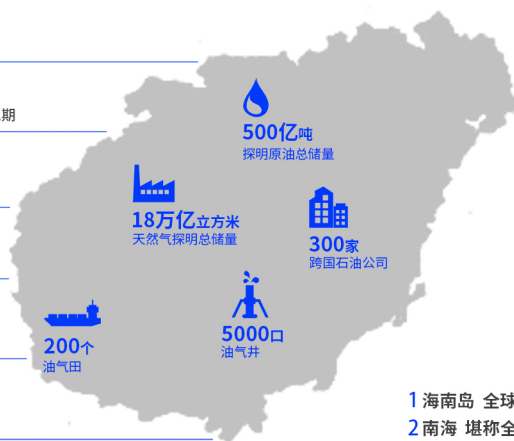 期
500亿吨
探明原油总储量
18万亿立方米
天然气探明总储量
300家
跨国石油公司
5000口
油气井
200个
油气田
1 海南岛 全球
2 南海 堪称全